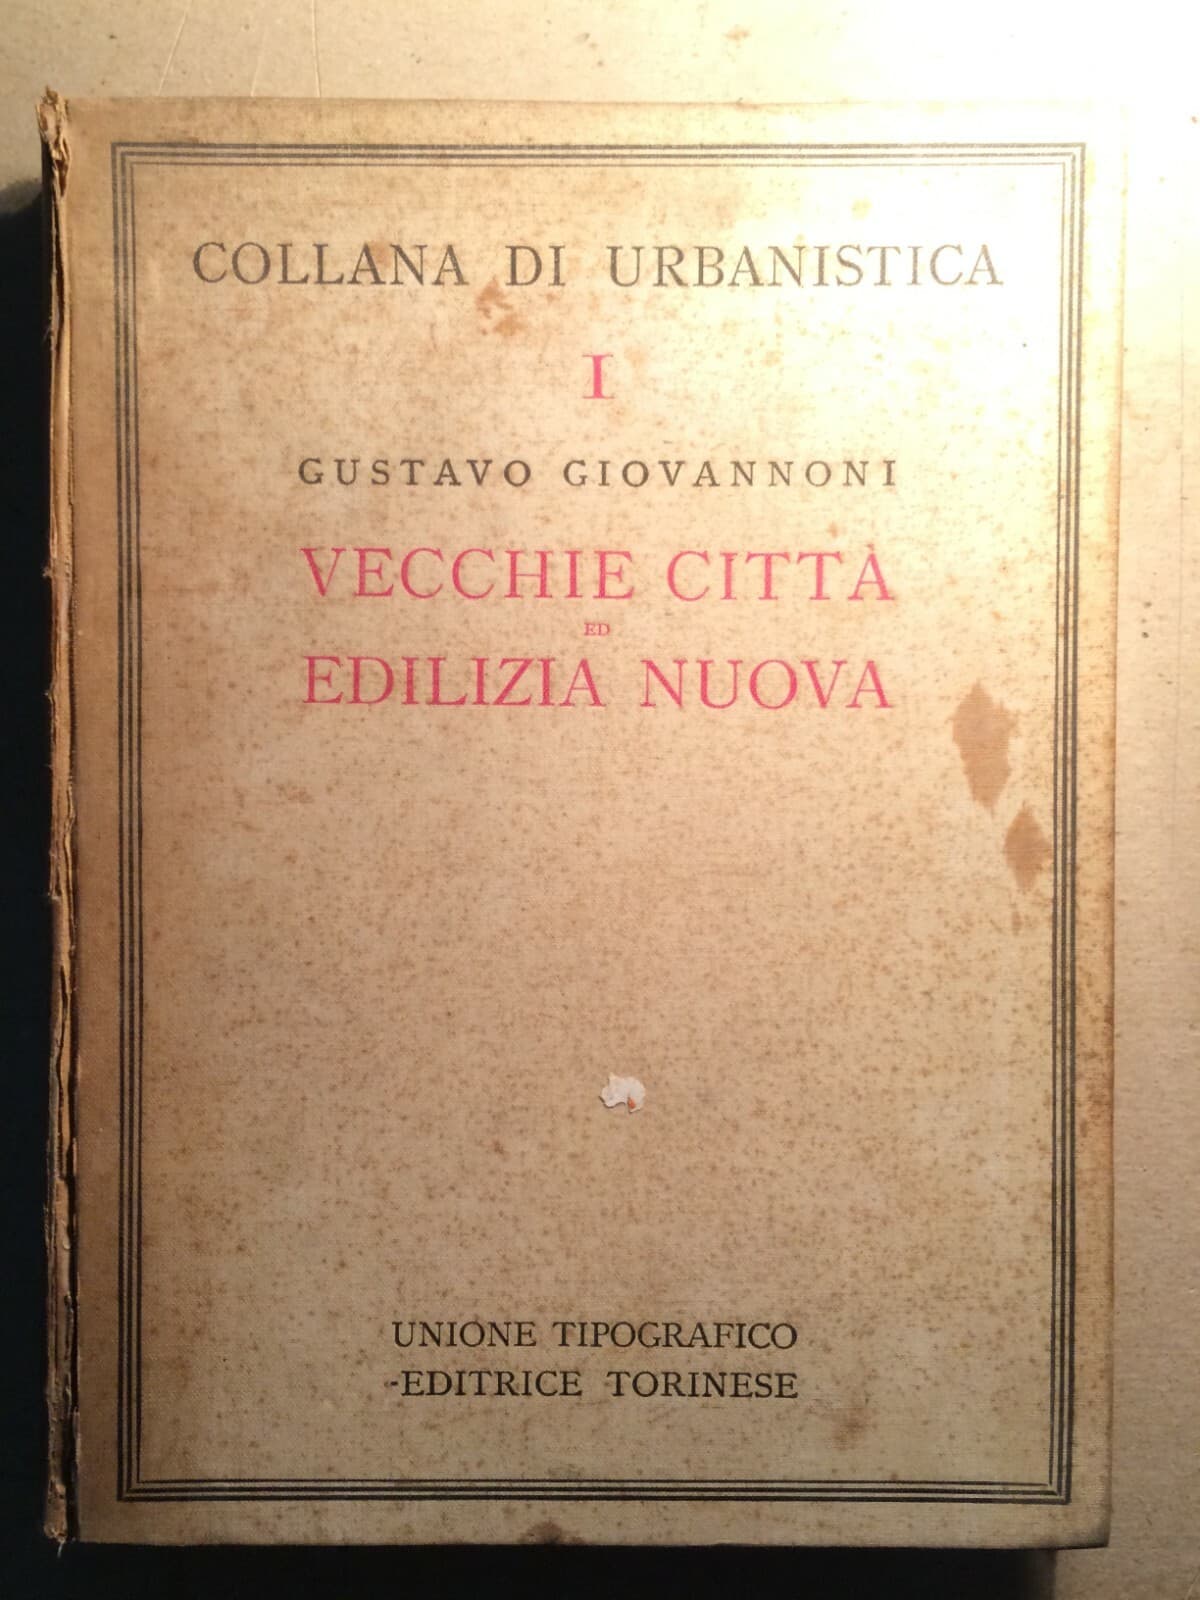 COLLANA DI URBANISTICA
I
GUSTAVO GIOVANNONI
VECCHIE CITTÀ
ED
EDILIZIA NUOVA
UNIONE TIPOGRAFICO
-EDITRICE TORINESE